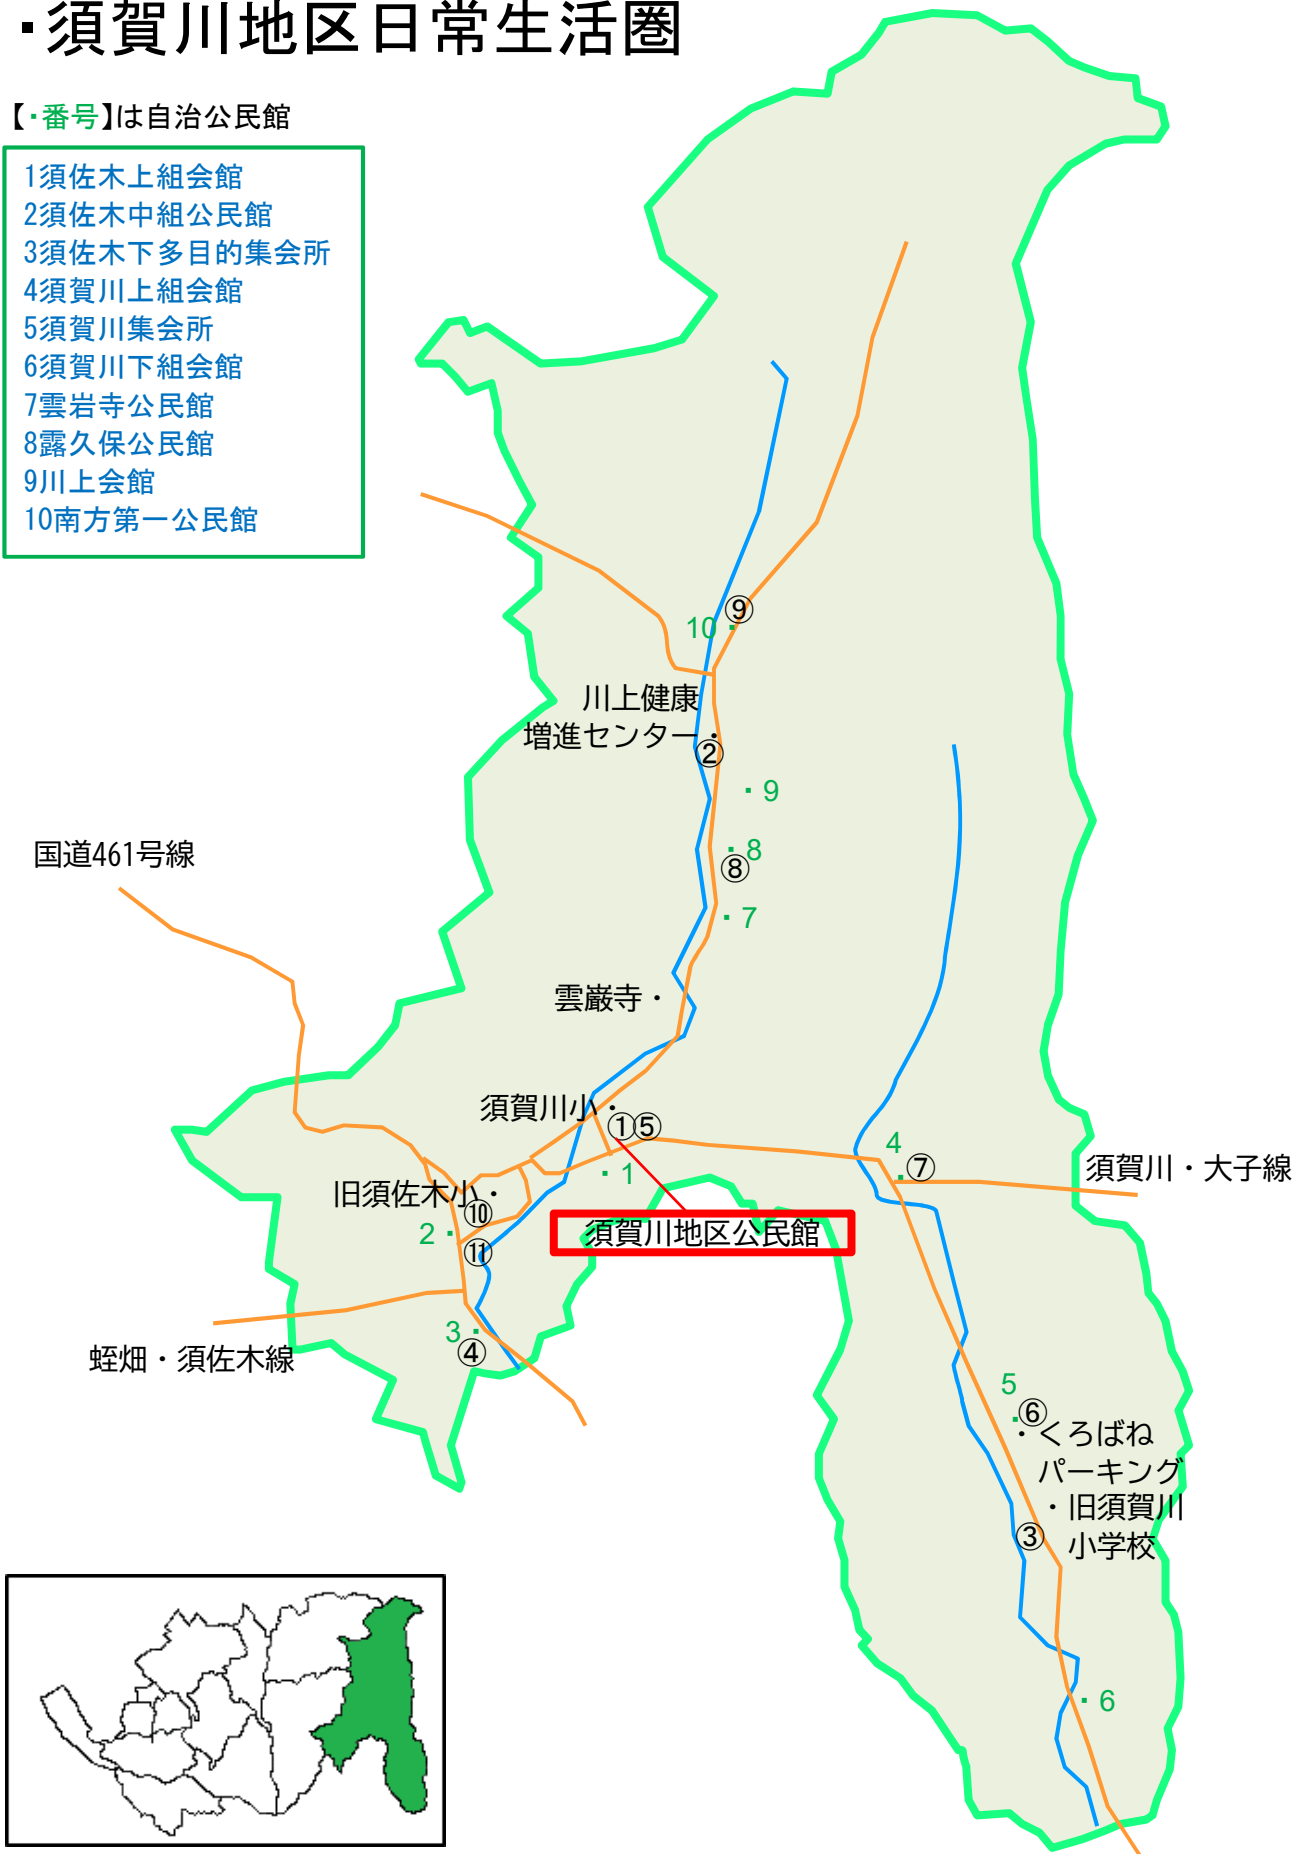 ・須賀川地区日常生活圏
【・番号】は自治公民館
1須佐木上組会館
2須佐木中組公民館
3須佐木下多目的集会所
4須賀川上組会館
5須賀川集会所
6須賀川下組会館
7雲岩寺公民館
8露久保公民館
9川上会館
10南方第一公民館
⑨
10・
川上健康
増進センター・
②
・9
・8
⑧
・7
国道461号線
雲巌寺・
須賀川小・
①⑤
・1
4
・⑦
須賀川・大子線
旧須佐木小・
⑩
2・
⑪
須賀川地区公民館
3・
④
蛭畑・須佐木線
5
・⑥
・くろばね
パーキング
・旧須賀川
小学校
③
・6